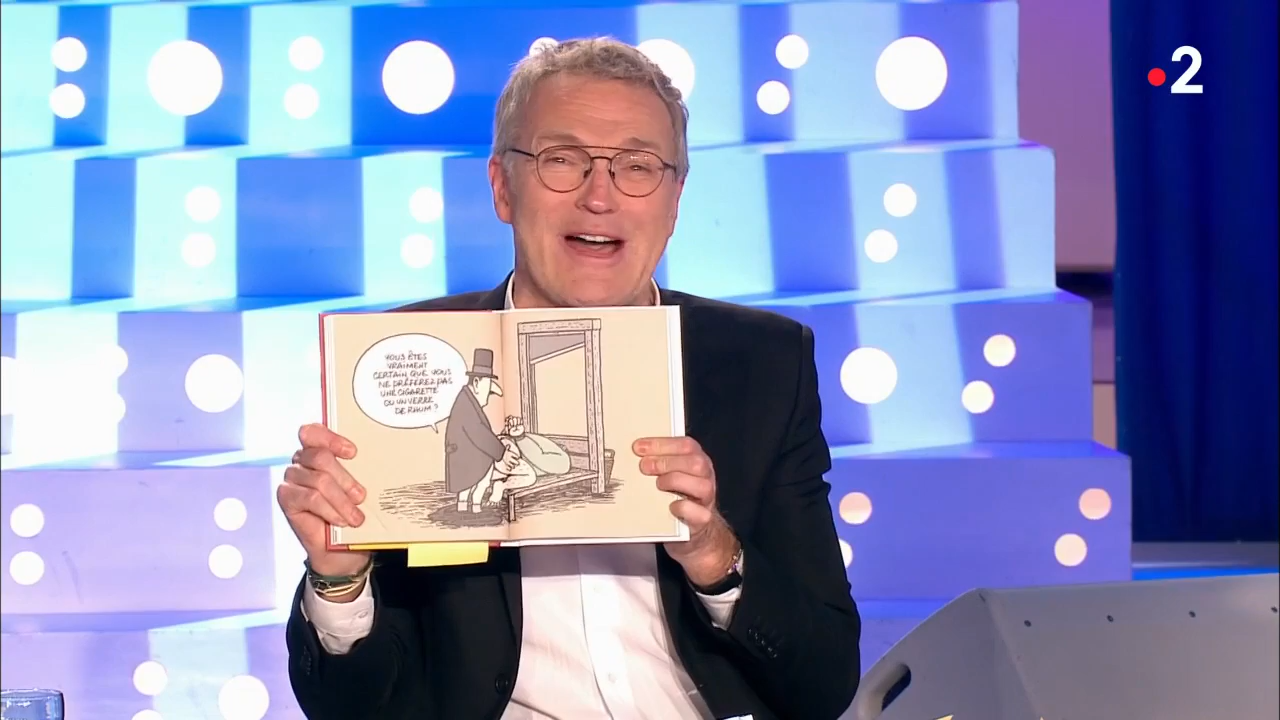 VOUS ÊTES
VRAIMENT
CERTAIN QUE VOUS
NE PRÉFÉREZ PAS
UNE CIGARETTE
OU UN VERRE
DE RHUM ?
2